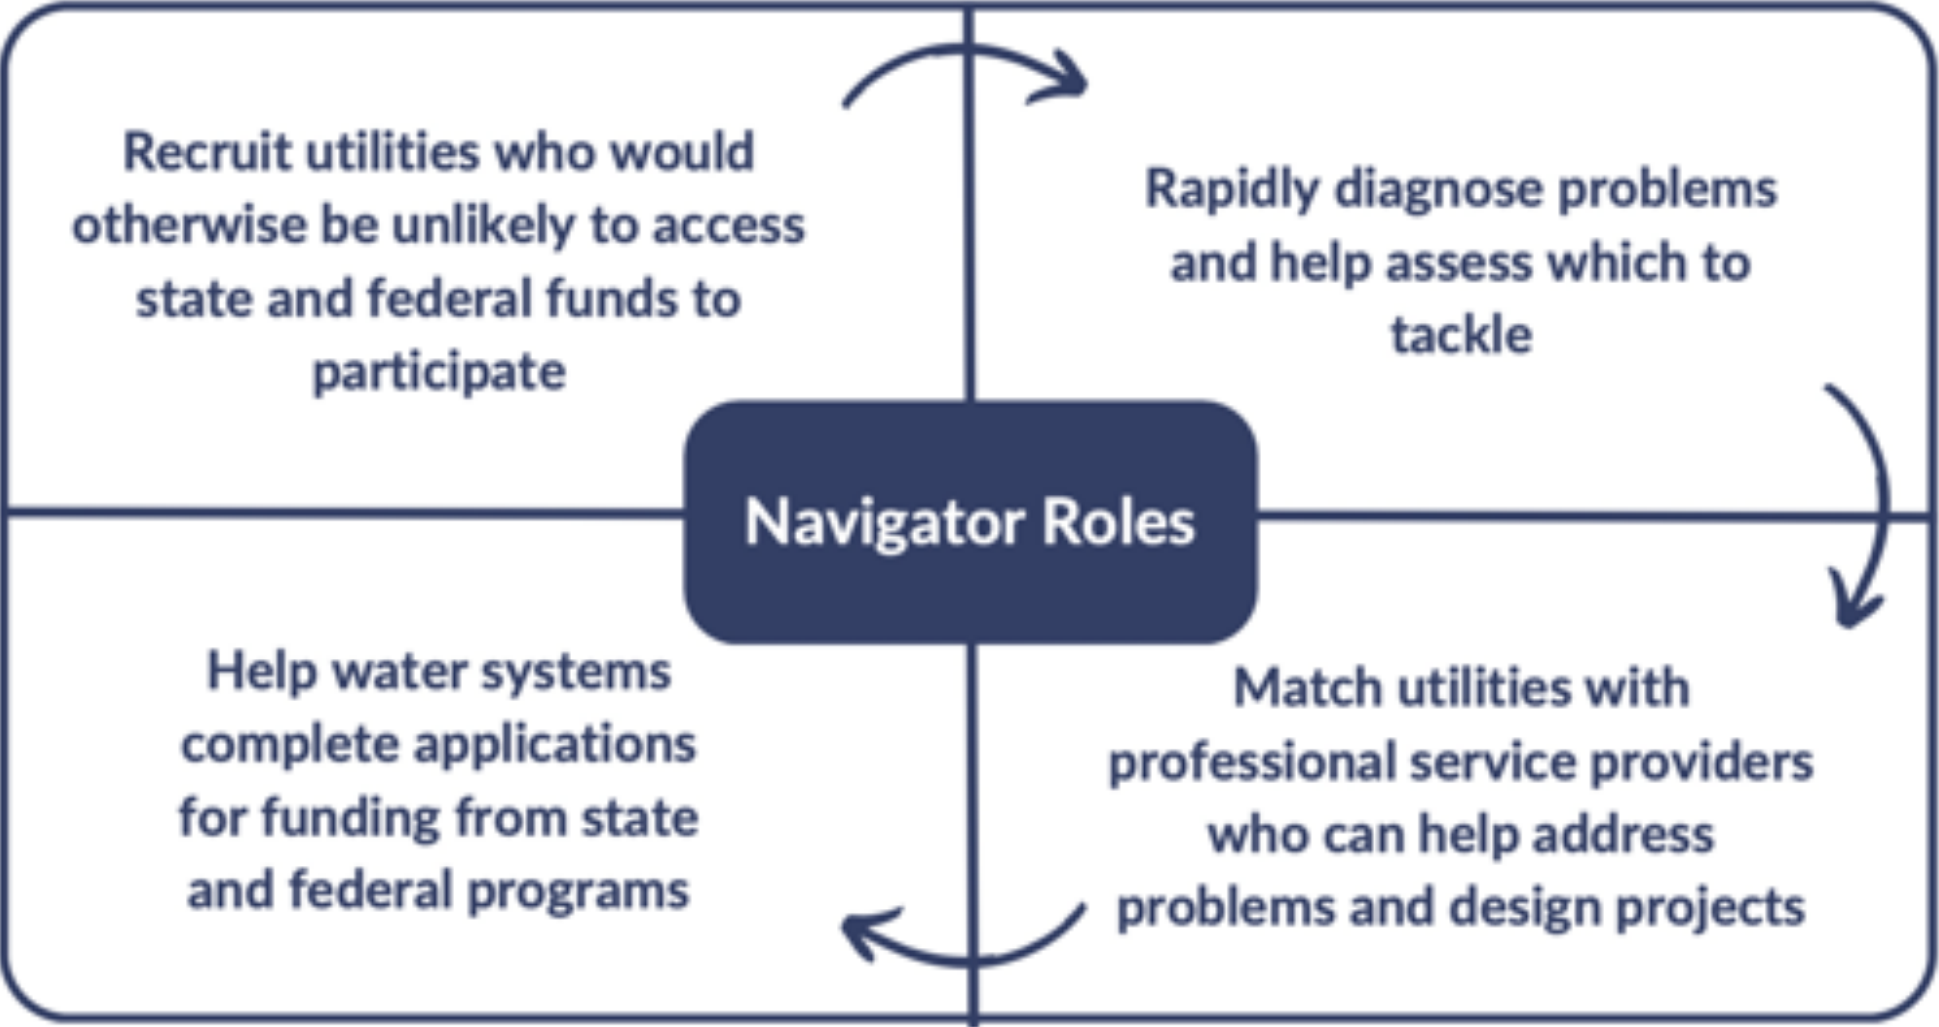 Recruit utilities who would
otherwise be unlikely to access
state and federal funds to
participate
Rapidly diagnose problems
and help assess which to
tackle
Navigator Roles
Help water systems
complete applications
for funding from state
and federal programs
Match utilities with
professional service providers
who can help address
problems and design projects